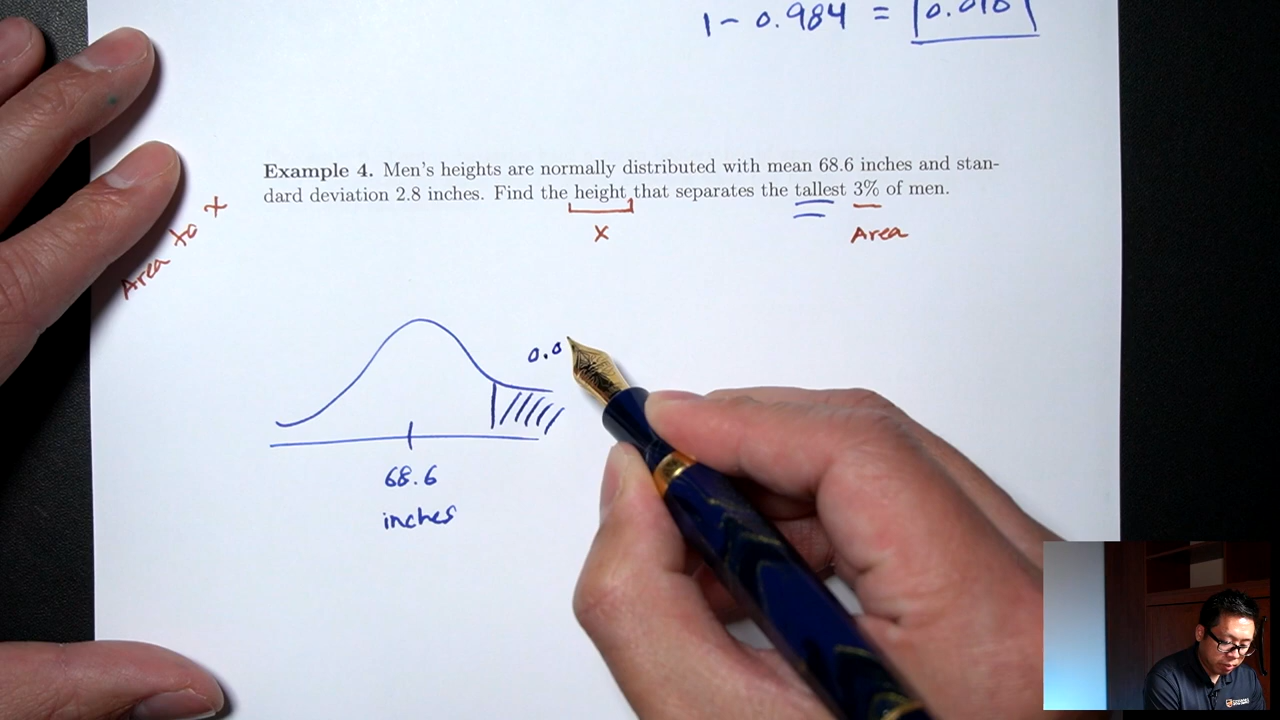 1 - 0.984 = 0.016
Example 4. Men's heights are normally distributed with mean 68.6 inches and stan-
dard deviation 2.8 inches. Find the height that separates the tallest 3% of men.
x
Area
Area to x
0.0
68.6
inches